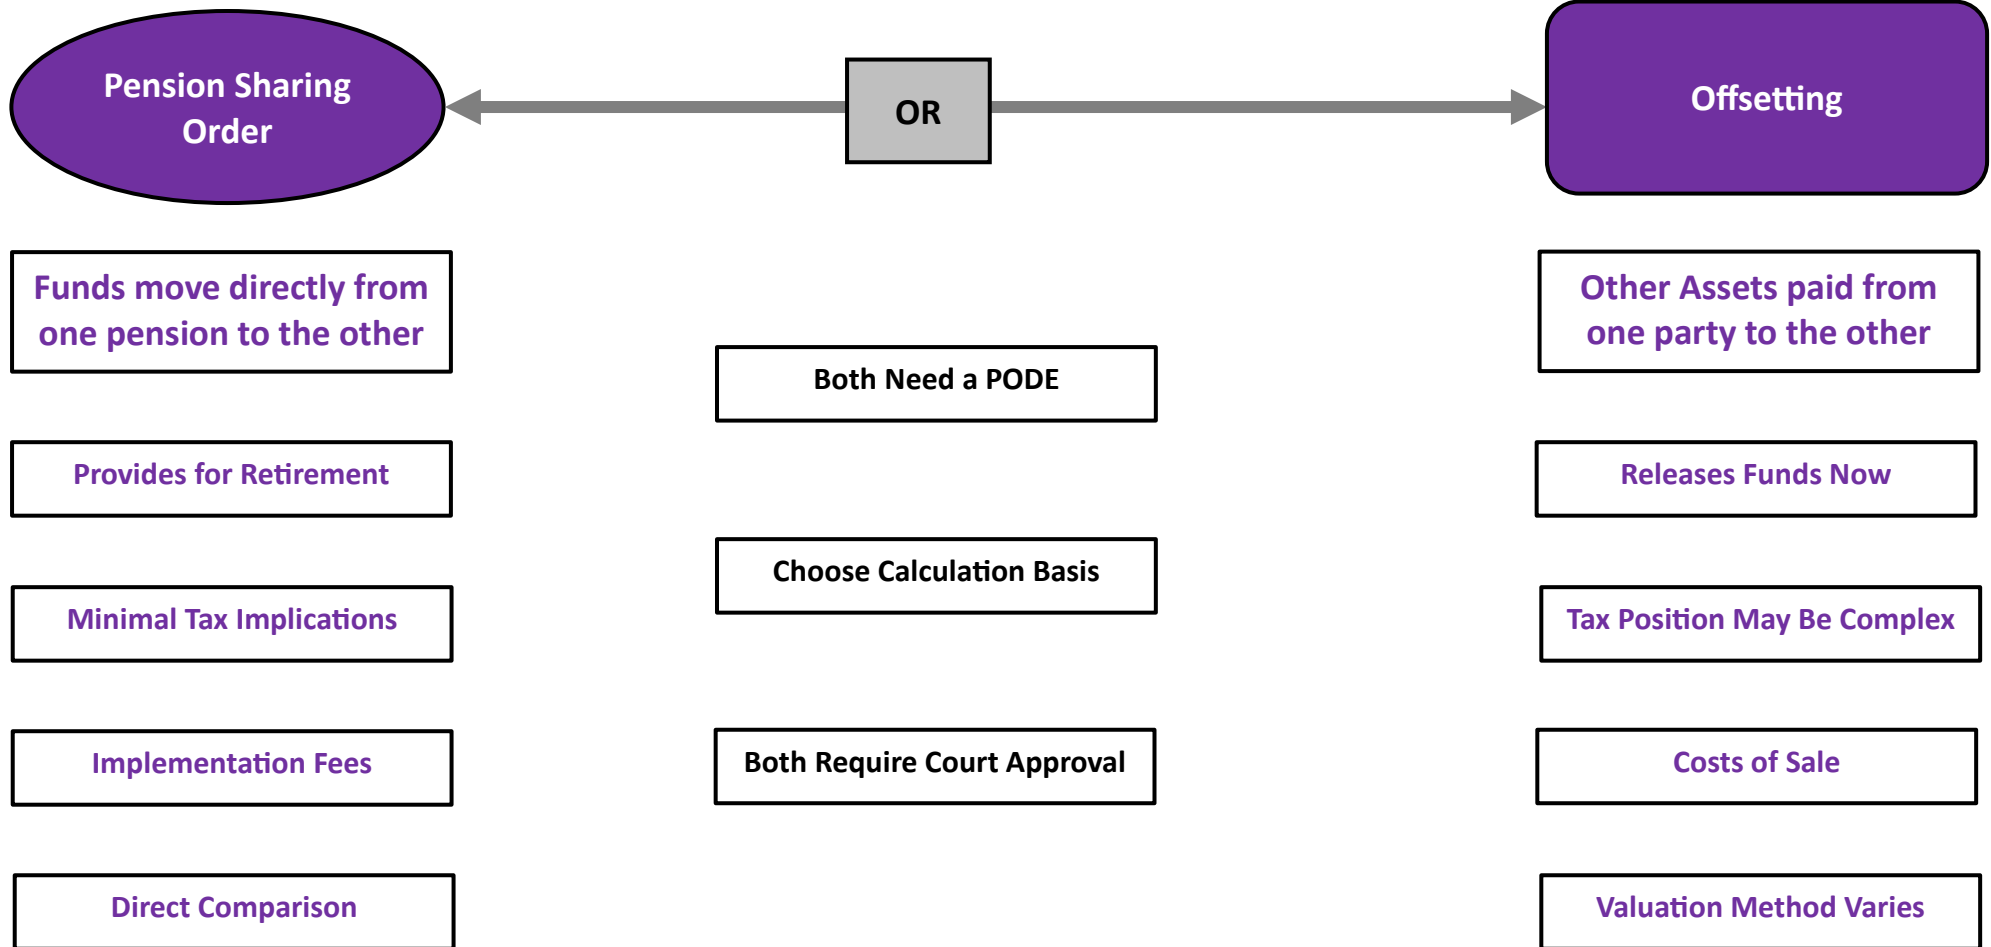 Pension Sharing
Order
OR
Offsetting
Funds move directly from
one pension to the other
Provides for Retirement
Minimal Tax Implications
Implementation Fees
Direct Comparison
Both Need a PODE
Choose Calculation Basis
Both Require Court Approval
Other Assets paid from
one party to the other
Releases Funds Now
Tax Position May Be Complex
Costs of Sale
Valuation Method Varies